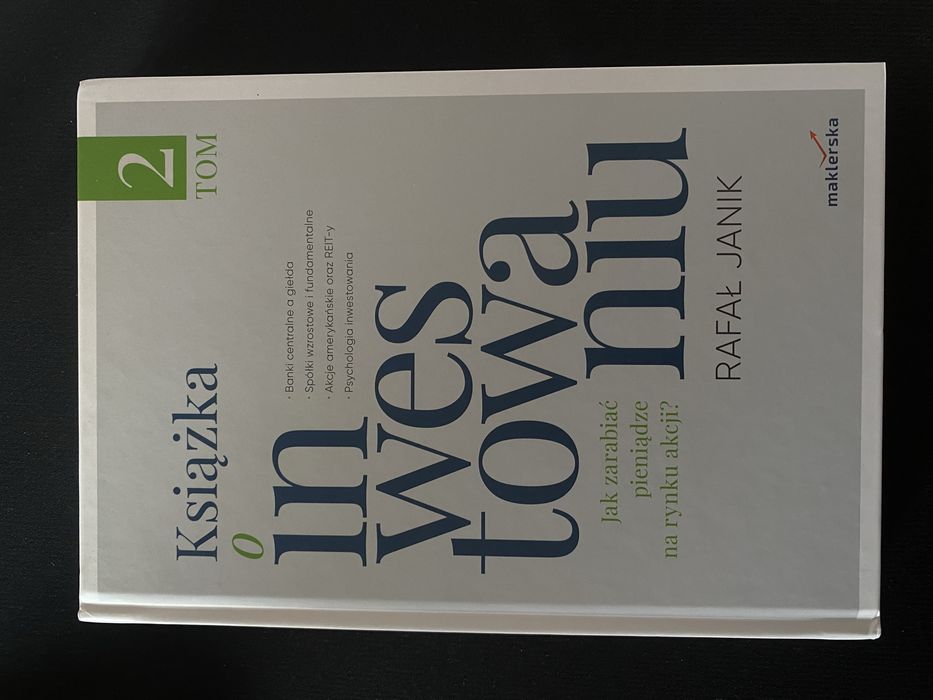 2
TOM
Książka
o
in
wes
towa
niu
· Banki centralne a giełda
· Spółki wzrostowe i fundamentalne
· Akcje amerykańskie oraz REIT-y
· Psychologia inwestowania
Jak zarabiać
pieniądze
na rynku akcji?
RAFAŁ JANIK
maklerska